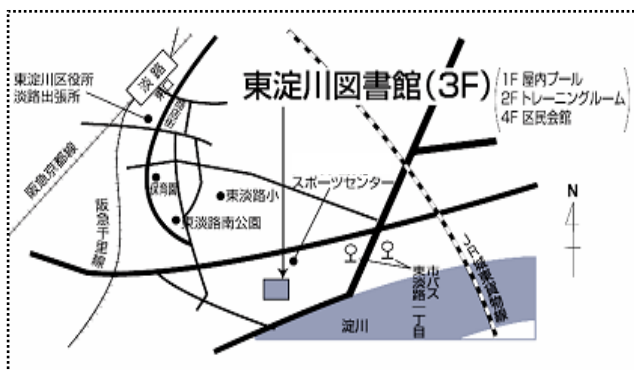 東淀川図書館(3F)
1F 屋内プール
2F トレーニングルーム
4F 区民会館
淡路
東淀川区役所
淡路出張所
阪急京都線
阪急千里線
保育園
東淡路小
東淡路南公園
スポーツセンター
市バス
東淡路一丁目
JR城東貨物線
淀川
N